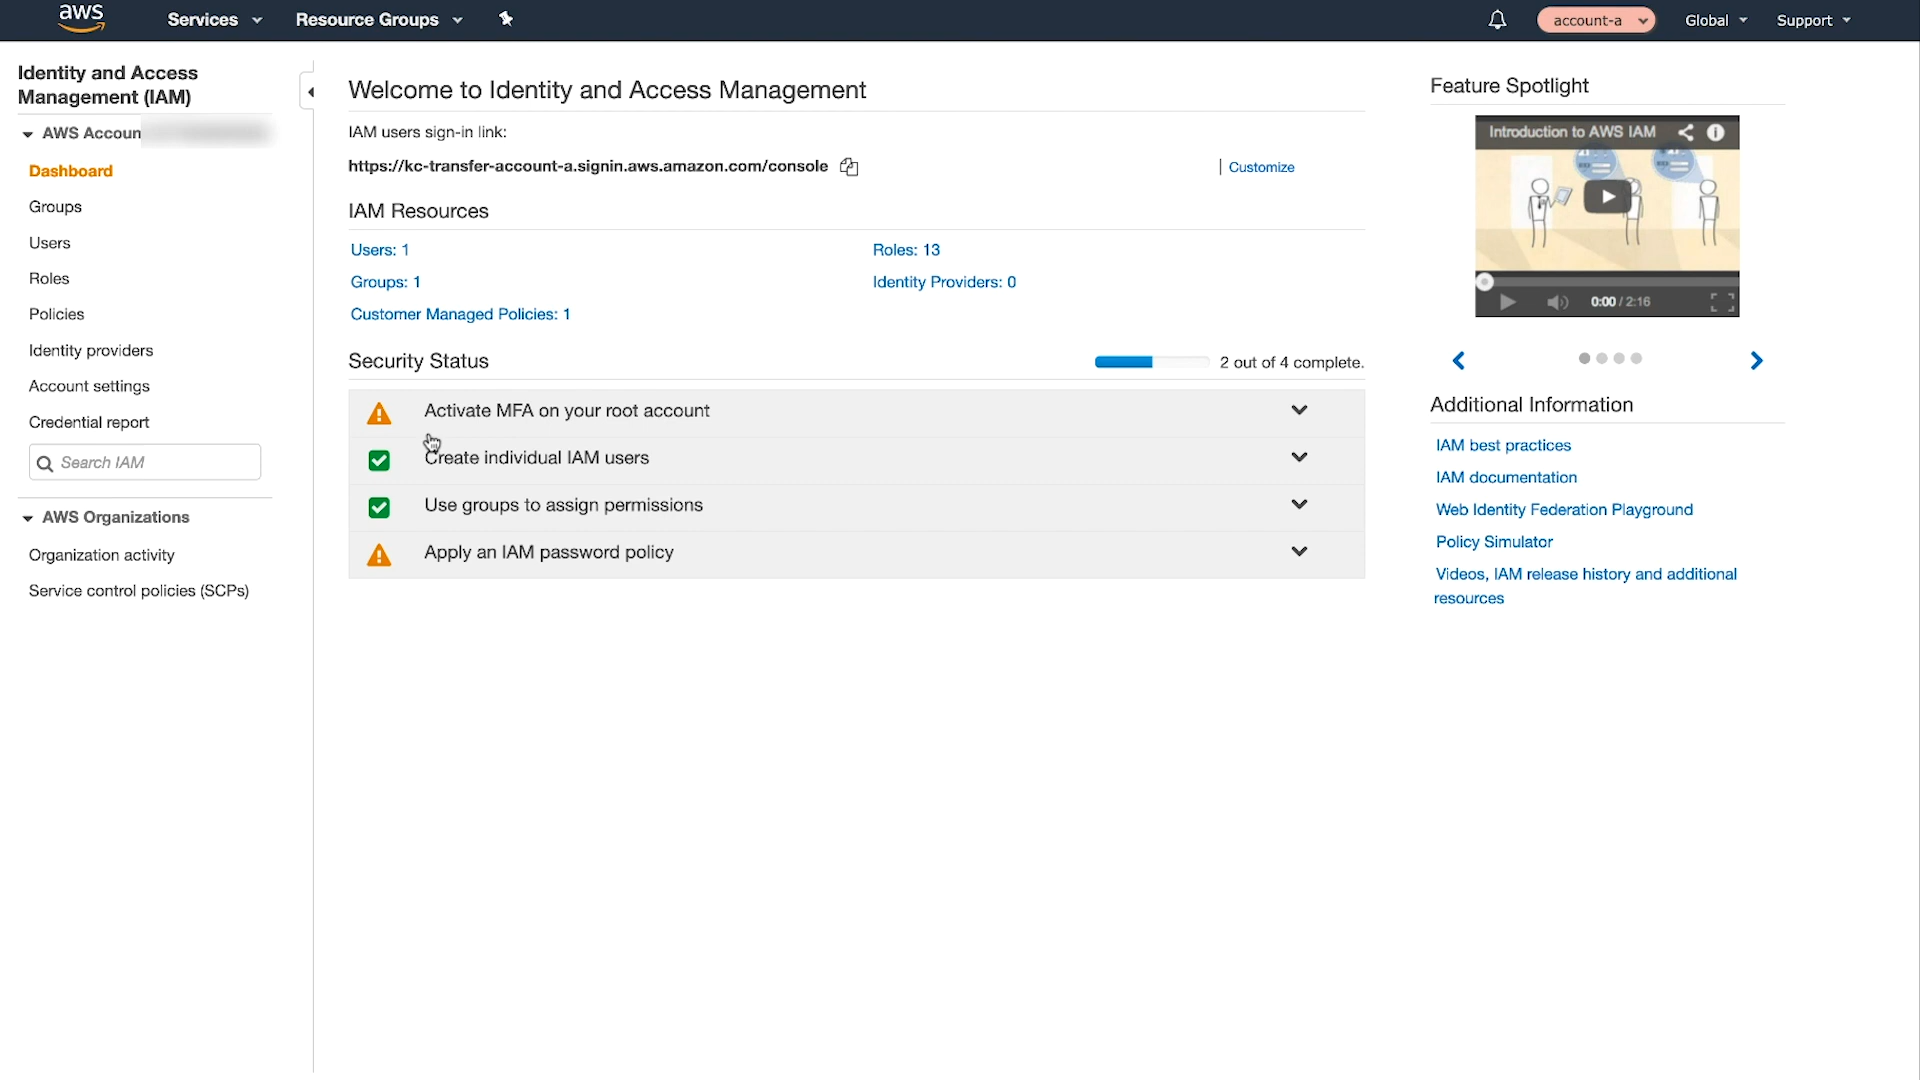 aws
Services
Resource Groups
account-a
Global
Support
Identity and Access
Management (IAM)
AWS Accoun
Dashboard
Groups
Users
Roles
Policies
Identity providers
Account settings
Credential report
Search IAM
AWS Organizations
Organization activity
Service control policies (SCPs)
Welcome to Identity and Access Management
IAM users sign-in link:
https://kc-transfer-account-a.signin.aws.amazon.com/console
Customize
IAM Resources
Users: 1
Roles: 13
Groups: 1
Identity Providers: 0
Customer Managed Policies: 1
Security Status
2 out of 4 complete.
Activate MFA on your root account
Create individual IAM users
Use groups to assign permissions
Apply an IAM password policy
Feature Spotlight
Introduction to AWS IAM
0:00 / 2:16
Additional Information
IAM best practices
IAM documentation
Web Identity Federation Playground
Policy Simulator
Videos, IAM release history and additional
resources